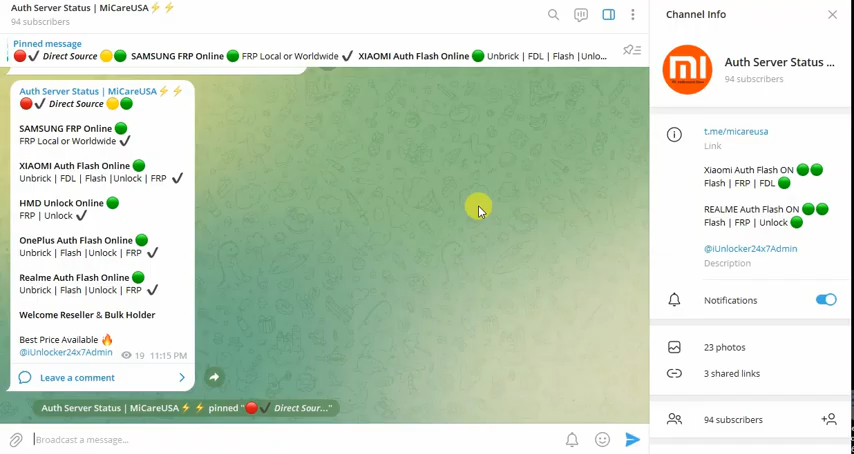 Auth Server Status | MiCareUSA⚡⚡
94 subscribers
Pinned message
🔴✔ Direct Source 🟡🟢 SAMSUNG FRP Online 🟢 FRP Local or Worldwide ✔ XIAOMI Auth Flash Online 🟢 Unbrick | FDL | Flash |Unlo...
Auth Server Status | MiCareUSA⚡⚡
🔴✔ Direct Source 🟡🟢
SAMSUNG FRP Online 🟢
FRP Local or Worldwide ✔
XIAOMI Auth Flash Online 🟢
Unbrick | FDL | Flash |Unlock | FRP ✔
HMD Unlock Online 🟢
FRP | Unlock ✔
OnePlus Auth Flash Online 🟢
Unbrick | Flash |Unlock | FRP ✔
Realme Auth Flash Online 🟢
Unbrick | Flash |Unlock | FRP ✔
Welcome Reseller & Bulk Holder
Best Price Available 🔥
@iUnlocker24x7Admin 19 11:15 PM
Leave a comment
Auth Server Status | MiCareUSA⚡⚡ pinned "🔴✔ Direct Sour..."
Broadcast a message...
Channel Info
Auth Server Status ...
94 subscribers
t.me/micareusa
Link
Xiaomi Auth Flash ON 🟢🟢
Flash | FRP | FDL 🟢
REALME Auth Flash ON 🟢🟢
Flash | FRP | Unlock 🟢
@iUnlocker24x7Admin
Description
Notifications
23 photos
3 shared links
94 subscribers